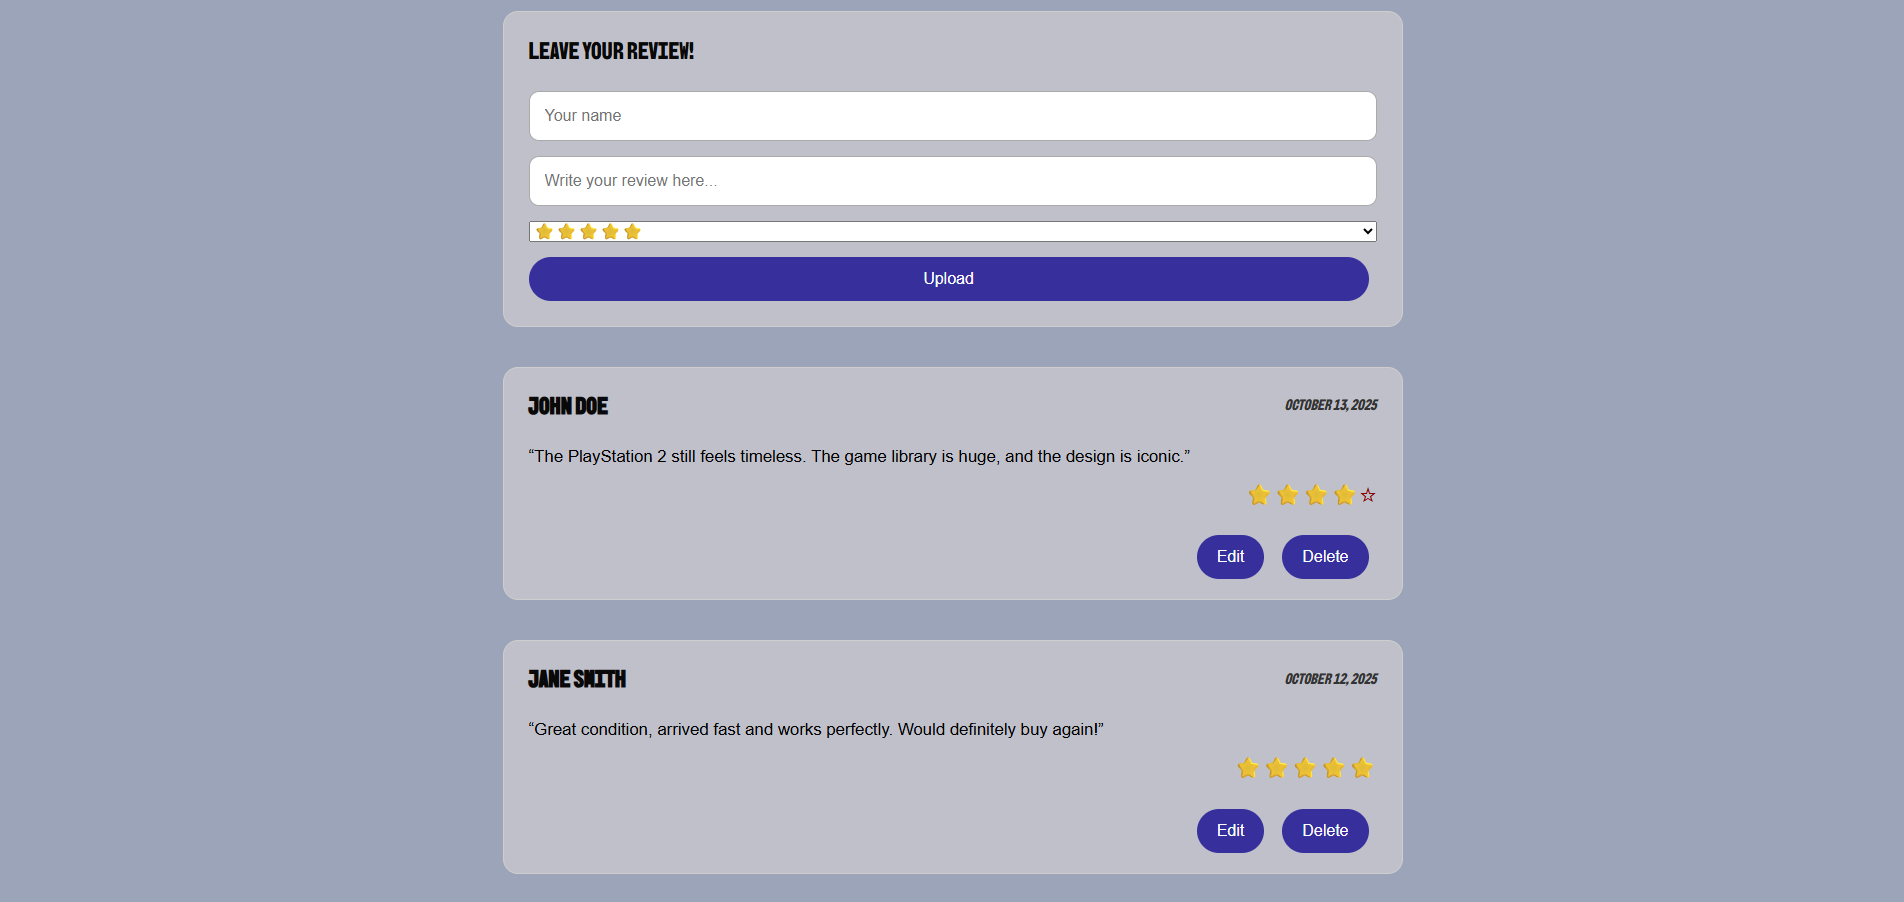 LEAVE YOUR REVIEW!
Your name
Write your review here...
⭐⭐⭐⭐⭐
Upload
JOHN DOE
OCTOBER 13, 2025
“The PlayStation 2 still feels timeless. The game library is huge, and the design is iconic.”
⭐⭐⭐⭐☆
Edit Delete
JANE SMITH
OCTOBER 12, 2025
“Great condition, arrived fast and works perfectly. Would definitely buy again!”
⭐⭐⭐⭐⭐
Edit Delete